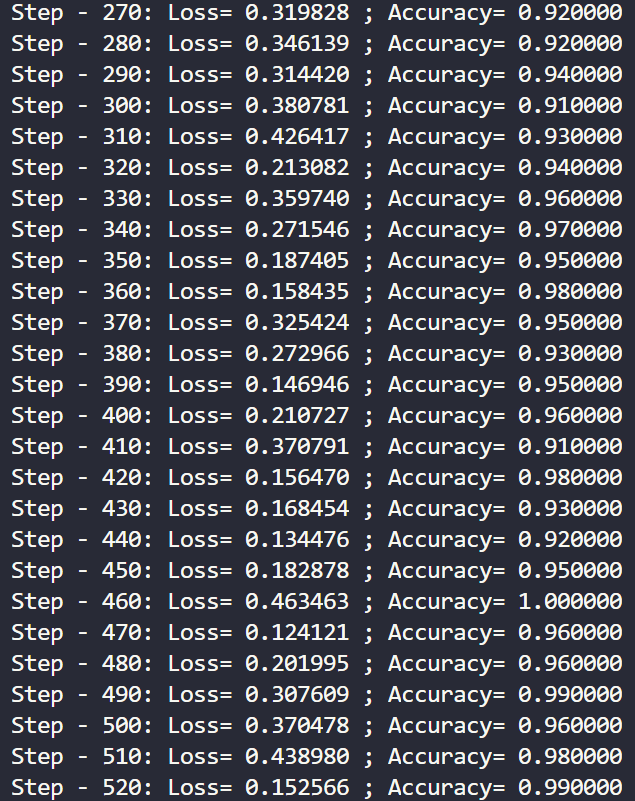 Step - 270: Loss= 0.319828 ; Accuracy= 0.920000
Step - 280: Loss= 0.346139 ; Accuracy= 0.920000
Step - 290: Loss= 0.314420 ; Accuracy= 0.940000
Step - 300: Loss= 0.380781 ; Accuracy= 0.910000
Step - 310: Loss= 0.426417 ; Accuracy= 0.930000
Step - 320: Loss= 0.213082 ; Accuracy= 0.940000
Step - 330: Loss= 0.359740 ; Accuracy= 0.960000
Step - 340: Loss= 0.271546 ; Accuracy= 0.970000
Step - 350: Loss= 0.187405 ; Accuracy= 0.950000
Step - 360: Loss= 0.158435 ; Accuracy= 0.980000
Step - 370: Loss= 0.325424 ; Accuracy= 0.950000
Step - 380: Loss= 0.272966 ; Accuracy= 0.930000
Step - 390: Loss= 0.146946 ; Accuracy= 0.950000
Step - 400: Loss= 0.210727 ; Accuracy= 0.960000
Step - 410: Loss= 0.370791 ; Accuracy= 0.910000
Step - 420: Loss= 0.156470 ; Accuracy= 0.980000
Step - 430: Loss= 0.168454 ; Accuracy= 0.930000
Step - 440: Loss= 0.134476 ; Accuracy= 0.920000
Step - 450: Loss= 0.182878 ; Accuracy= 0.950000
Step - 460: Loss= 0.463463 ; Accuracy= 1.000000
Step - 470: Loss= 0.124121 ; Accuracy= 0.960000
Step - 480: Loss= 0.201995 ; Accuracy= 0.960000
Step - 490: Loss= 0.307609 ; Accuracy= 0.990000
Step - 500: Loss= 0.370478 ; Accuracy= 0.960000
Step - 510: Loss= 0.438980 ; Accuracy= 0.980000
Step - 520: Loss= 0.152566 ; Accuracy= 0.990000